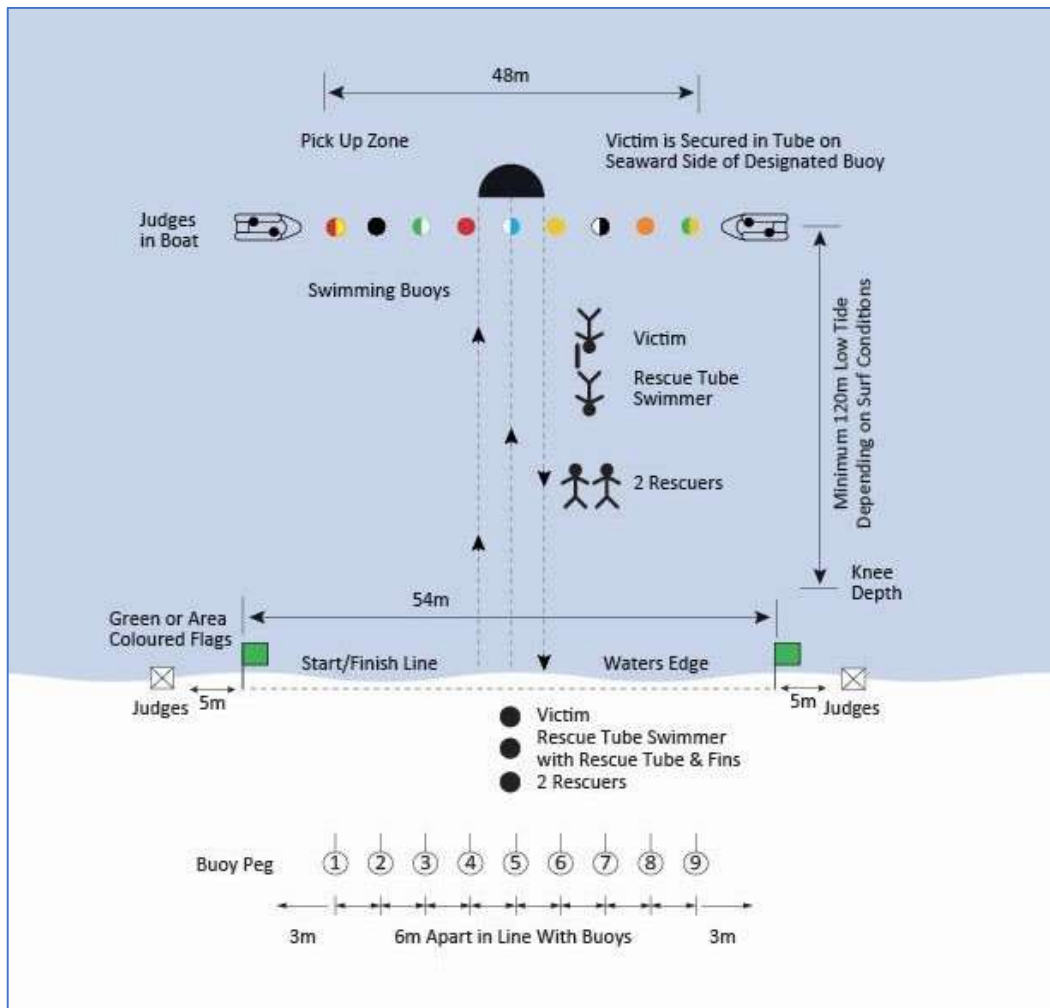 48m
Pick Up Zone
Victim is Secured in Tube on
Seaward Side of Designated Buoy
Judges
in Boat
Swimming Buoys
Victim
Rescue Tube
Swimmer
2 Rescuers
Minimum 120m Low Tide
Depending on Surf Conditions
Knee
Depth
54m
Green or Area
Coloured Flags
Start/Finish Line
Waters Edge
Judges
5m
5m
Judges
Victim
Rescue Tube Swimmer
with Rescue Tube & Fins
2 Rescuers
Buoy Peg
1 2 3 4 5 6 7 8 9
3m
6m Apart in Line With Buoys
3m